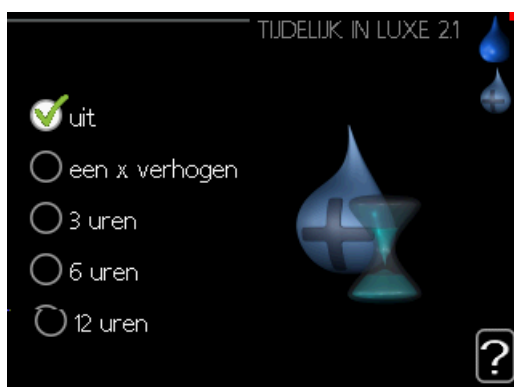 TIJDELIJK IN LUXE 2.1
uit
een x verhogen
3 uren
6 uren
12 uren
?